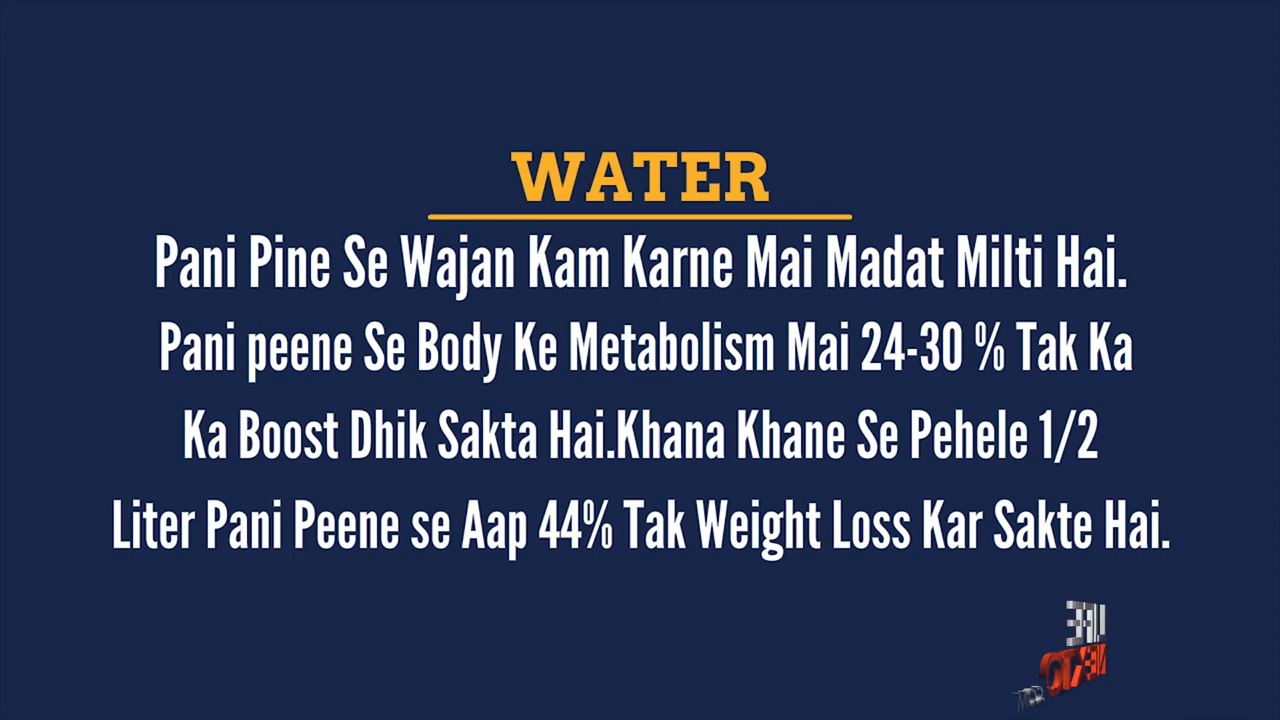 WATER
Pani Pine Se Wajan Kam Karne Mai Madat Milti Hai.
Pani peene Se Body Ke Metabolism Mai 24-30 % Tak Ka
Ka Boost Dhik Sakta Hai.Khana Khane Se Pehele 1/2
Liter Pani Peene se Aap 44% Tak Weight Loss Kar Sakte Hai.